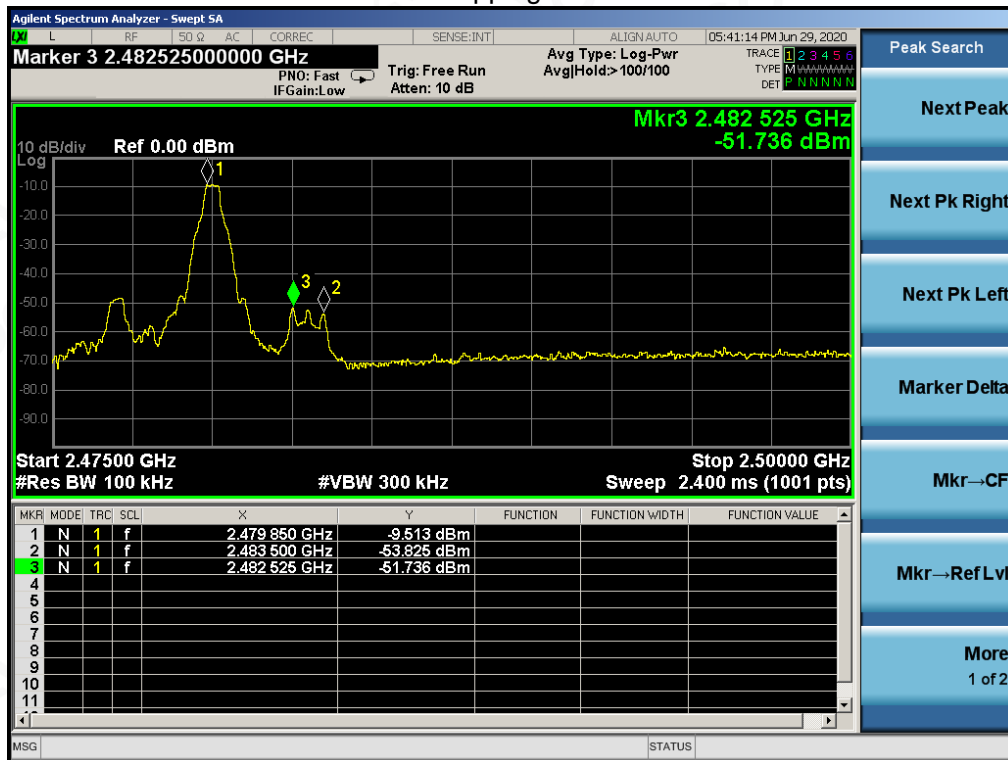 Agilent Spectrum Analyzer - Swept SA
LXI L RF 50 Ω AC CORREC SENSE:INT ALIGN AUTO 05:41:14 PM Jun 29, 2020
Marker 3 2.482525000000 GHz
PNO: Fast
IFGain:Low
Trig: Free Run
Atten: 10 dB
Avg Type: Log-Pwr
Avg|Hold:>100/100
TRACE 1 2 3 4 5 6
TYPE M
DET P N N N N N
Mkr3 2.482 525 GHz
-51.736 dBm
10 dB/div Ref 0.00 dBm
Log
-10.0
-20.0
-30.0
-40.0
-50.0
-60.0
-70.0
-80.0
-90.0
1
3
2
Start 2.47500 GHz Stop 2.50000 GHz
#Res BW 100 kHz #VBW 300 kHz Sweep 2.400 ms (1001 pts)
MKR MODE TRC SCL X Y FUNCTION FUNCTION WIDTH FUNCTION VALUE
1 N 1 f 2.479 850 GHz -9.513 dBm
2 N 1 f 2.483 500 GHz -53.825 dBm
3 N 1 f 2.482 525 GHz -51.736 dBm
4
5
6
7
8
9
10
11
MSG STATUS
Peak Search
Next Peak
Next Pk Right
Next Pk Left
Marker Delta
Mkr→CF
Mkr→Ref Lvl
More
1 of 2